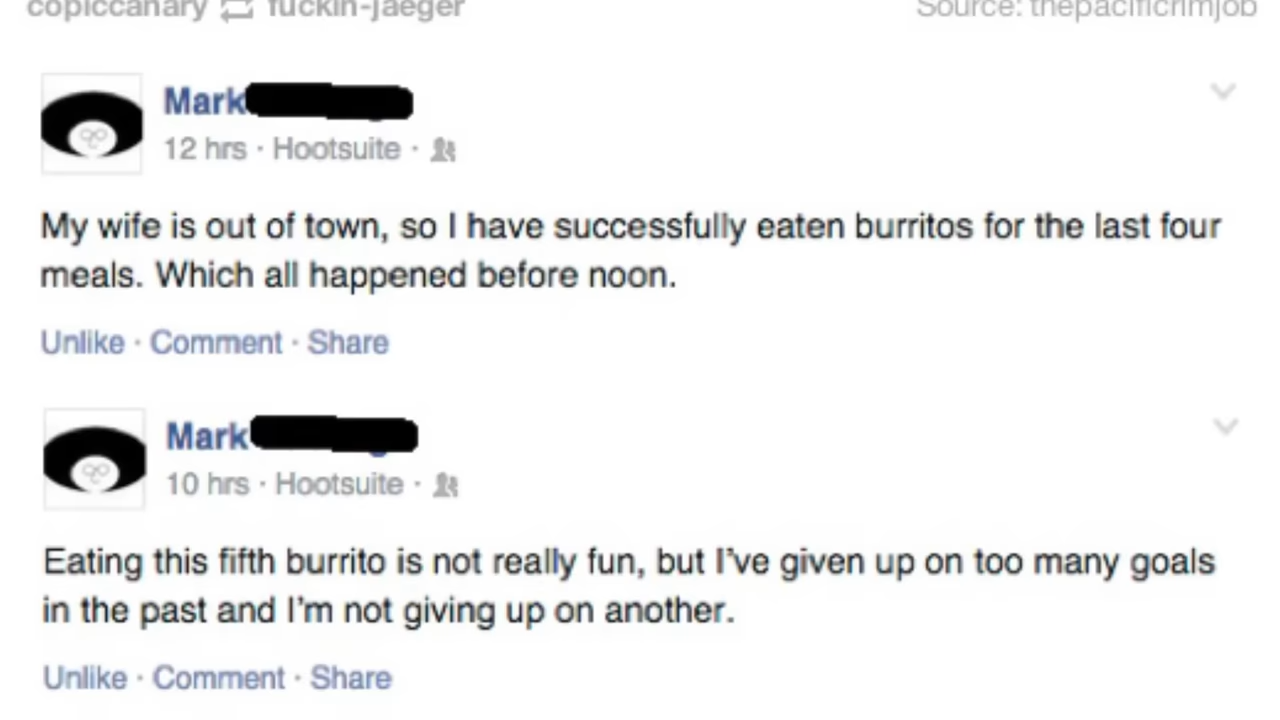 copiccanary fuckin-jaeger Source: thepacificrimjob
Mark
12 hrs · Hootsuite ·
My wife is out of town, so I have successfully eaten burritos for the last four
meals. Which all happened before noon.
Unlike · Comment · Share
Mark
10 hrs · Hootsuite ·
Eating this fifth burrito is not really fun, but I've given up on too many goals
in the past and I'm not giving up on another.
Unlike · Comment · Share